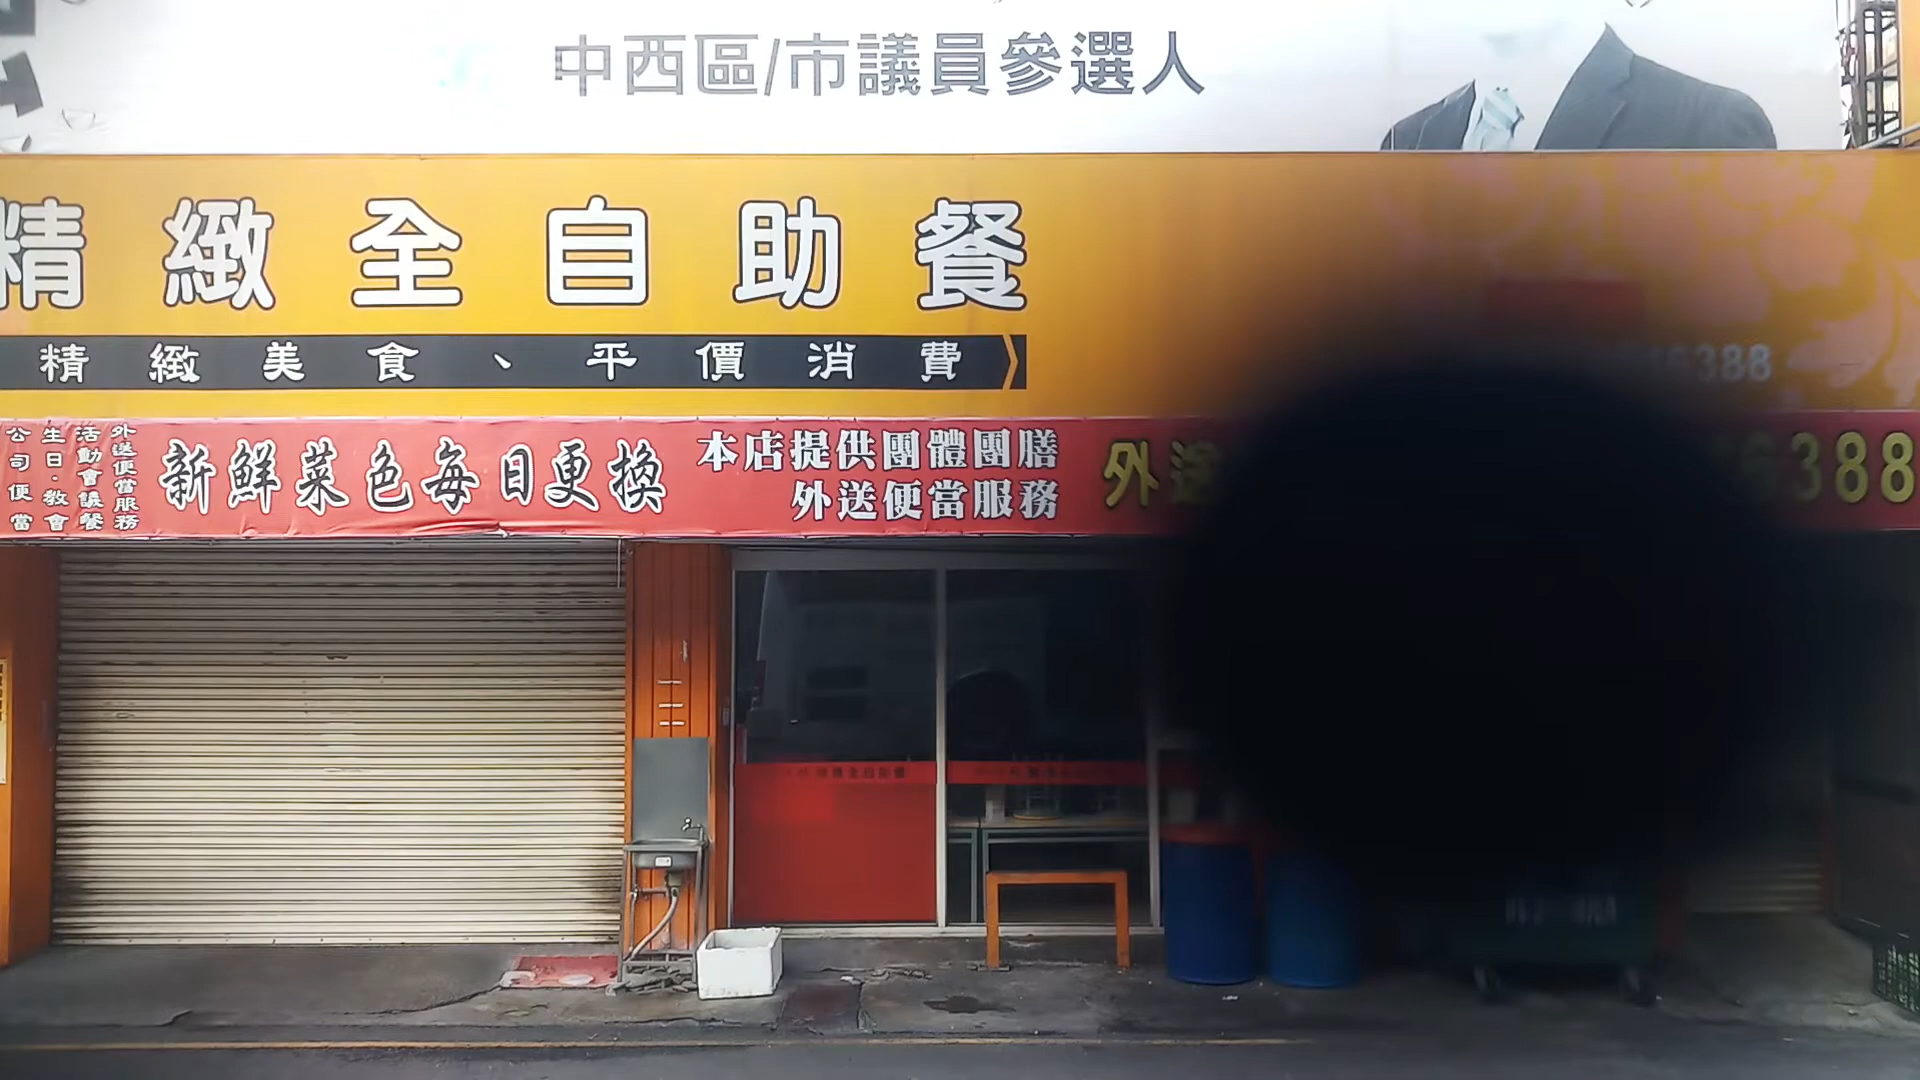 中西區/市議員參選人
精緻全自助餐
精緻美食、平價消費
6388
外送便當服務
活動會議餐
生日·教會
公司便當
新鮮菜色每日更換
本店提供團體團膳
外送便當服務
外送
6388